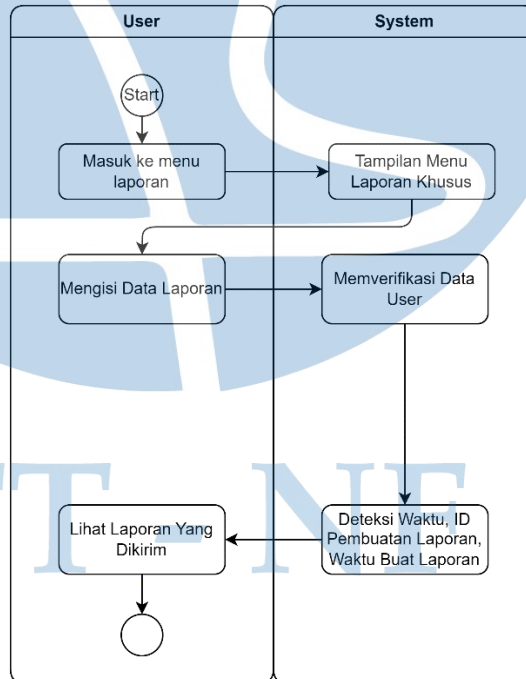 User
System
Start
Masuk ke menu
laporan
Tampilan Menu
Laporan Khusus
Mengisi Data Laporan
Memverifikasi Data
User
Lihat Laporan Yang
Dikirim
Deteksi Waktu, ID
Pembuatan Laporan,
Waktu Buat Laporan
T - NF